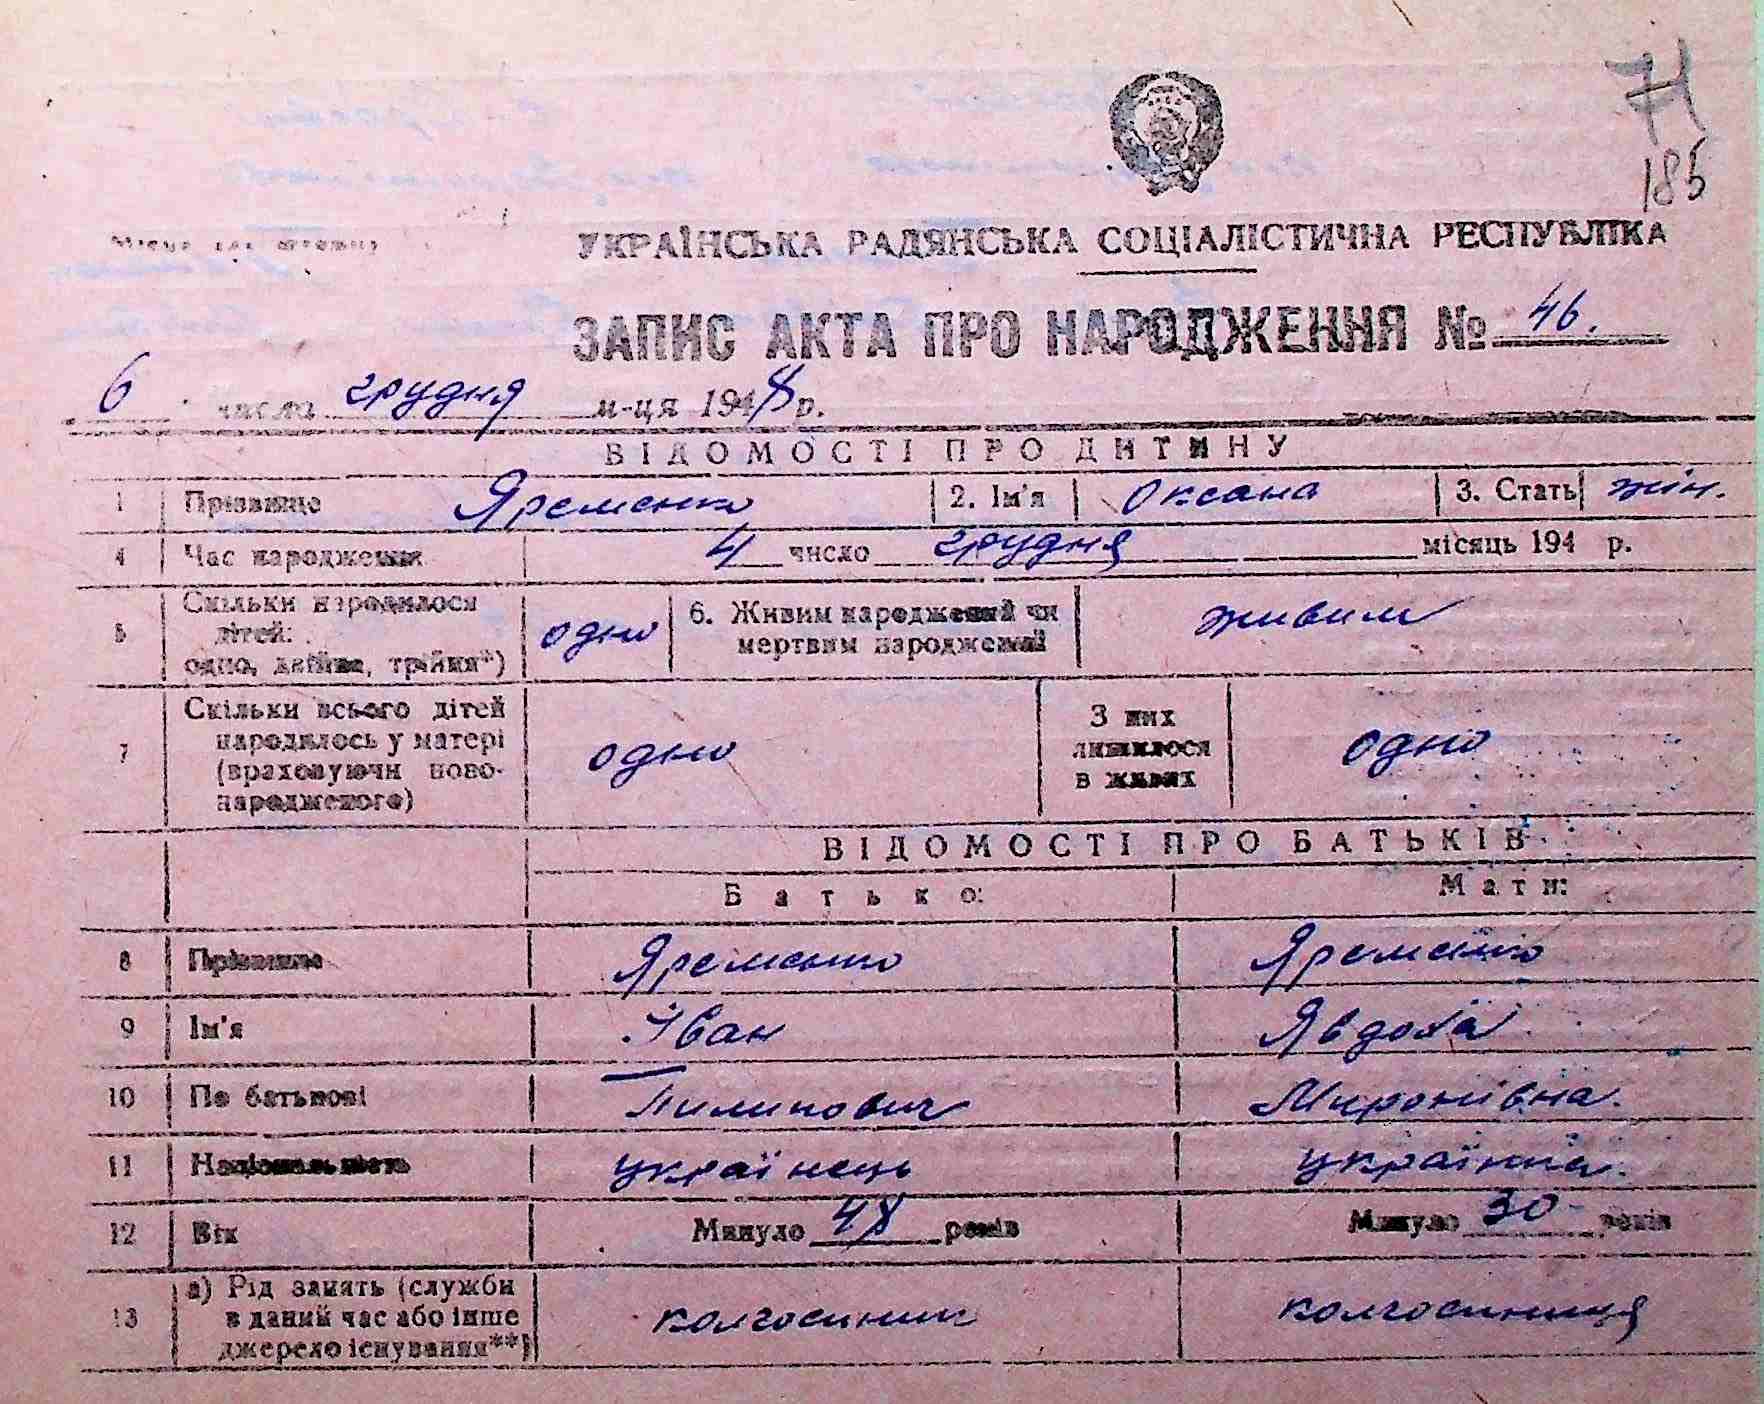 71
185
Місце для штампу
УКРАЇНСЬКА РАДЯНСЬКА СОЦІАЛІСТИЧНА РЕСПУБЛІКА
ЗАПИС АКТА ПРО НАРОДЖЕННЯ № 46.
6 числа грудня м-ця 1948 р.
ВІДОМОСТІ ПРО ДИТИНУ
1 Прізвище Яременко 2. Ім'я Оксана 3. Стать жін.
4 Час народження 4 число грудня місяць 194 р.
5 Скільки народилося дітей: одно, двійня, трійня*) одно 6. Живим народжений чи мертвим народжений живим
7 Скільки всього дітей народилось у матері (враховуючи новонародженого) одно З них лишилося в живих одно
ВІДОМОСТІ ПРО БАТЬКІВ
Батько: Мати:
8 Прізвище Яременко Яременко
9 Ім'я Іван Явдоха
10 По батькові Пилипович Миронівна.
11 Національність українець українка.
12 Вік Минуло 48 років Минуло 30 років
13 а) Рід занять (служби в даний час або інше джерело існування**) колгоспник колгоспниця